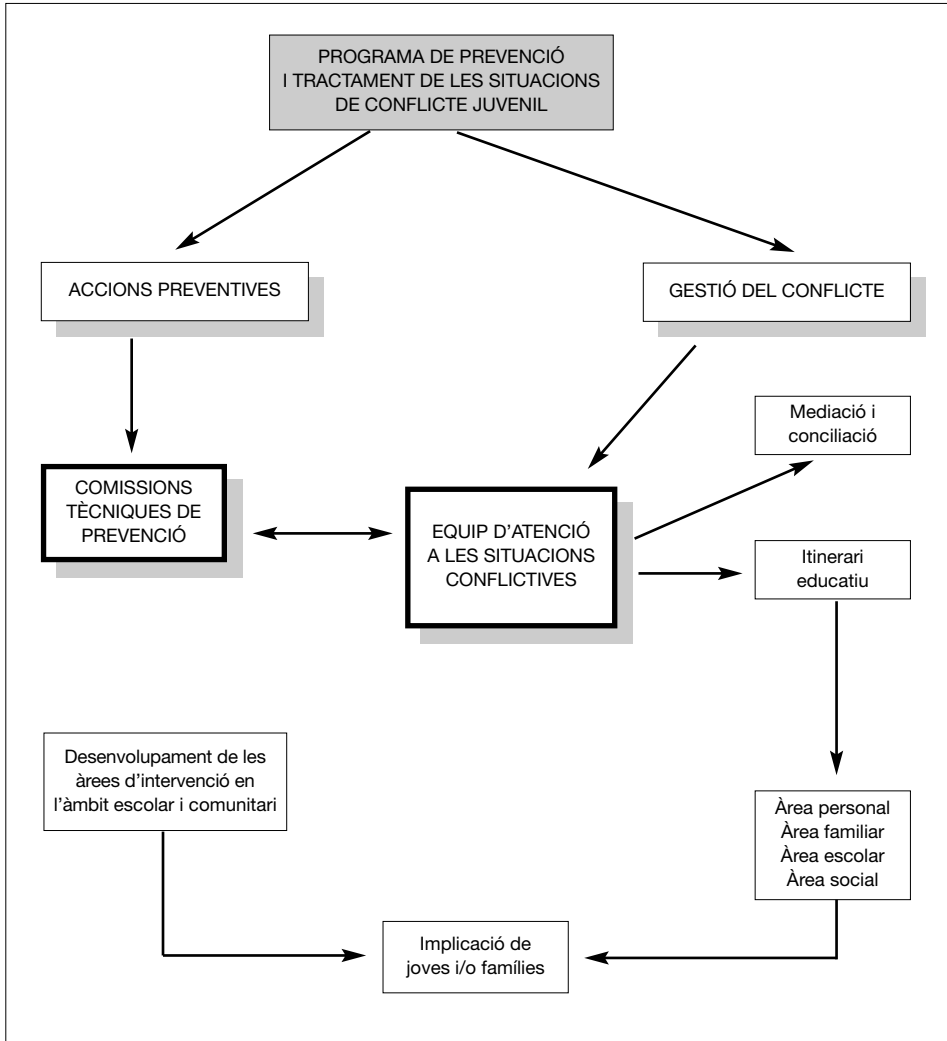 PROGRAMA DE PREVENCIÓ
I TRACTAMENT DE LES SITUACIONS
DE CONFLICTE JUVENIL
ACCIONS PREVENTIVES
GESTIÓ DEL CONFLICTE
Mediació i
conciliació
COMISSIONS
TÈCNIQUES DE
PREVENCIÓ
EQUIP D’ATENCIÓ
A LES SITUACIONS
CONFLICTIVES
Itinerari
educatiu
Desenvolupament de les
àrees d’intervenció en
l’àmbit escolar i comunitari
Àrea personal
Àrea familiar
Àrea escolar
Àrea social
Implicació de
joves i/o famílies